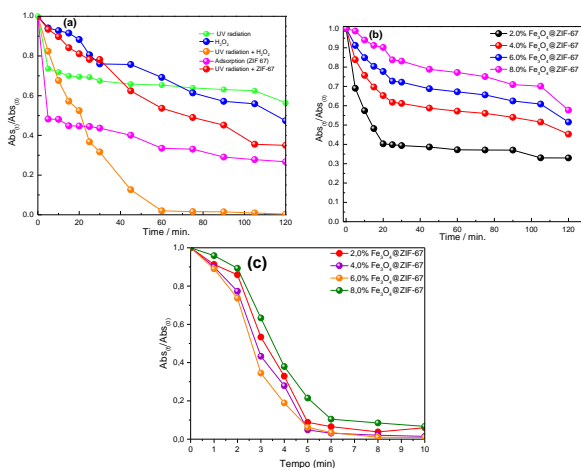 (a)
UV radiation
H₂O₂
UV radiation + H₂O₂
Adsorption (ZIF 67)
UV radiation + ZIF-67
Abs₍ₜ₎/Abs₍₀₎
1.0
0.8
0.6
0.4
0.2
0.0
0 20 40 60 80 100 120
Time / min.
(b)
2.0% Fe₃O₄@ZIF-67
4.0% Fe₃O₄@ZIF-67
6.0% Fe₃O₄@ZIF-67
8.0% Fe₃O₄@ZIF-67
Abs₍ₜ₎/Abs₍₀₎
1.0
0.9
0.8
0.7
0.6
0.5
0.4
0.3
0.2
0.1
0.0
0 20 40 60 80 100 120
Time / min.
(c)
2,0% Fe₃O₄@ZIF-67
4,0% Fe₃O₄@ZIF-67
6,0% Fe₃O₄@ZIF-67
8,0% Fe₃O₄@ZIF-67
Abs₍ₜ₎/Abs₍₀₎
1,0
0,8
0,6
0,4
0,2
0,0
0 1 2 3 4 5 6 7 8 9 10
Tempo (min)